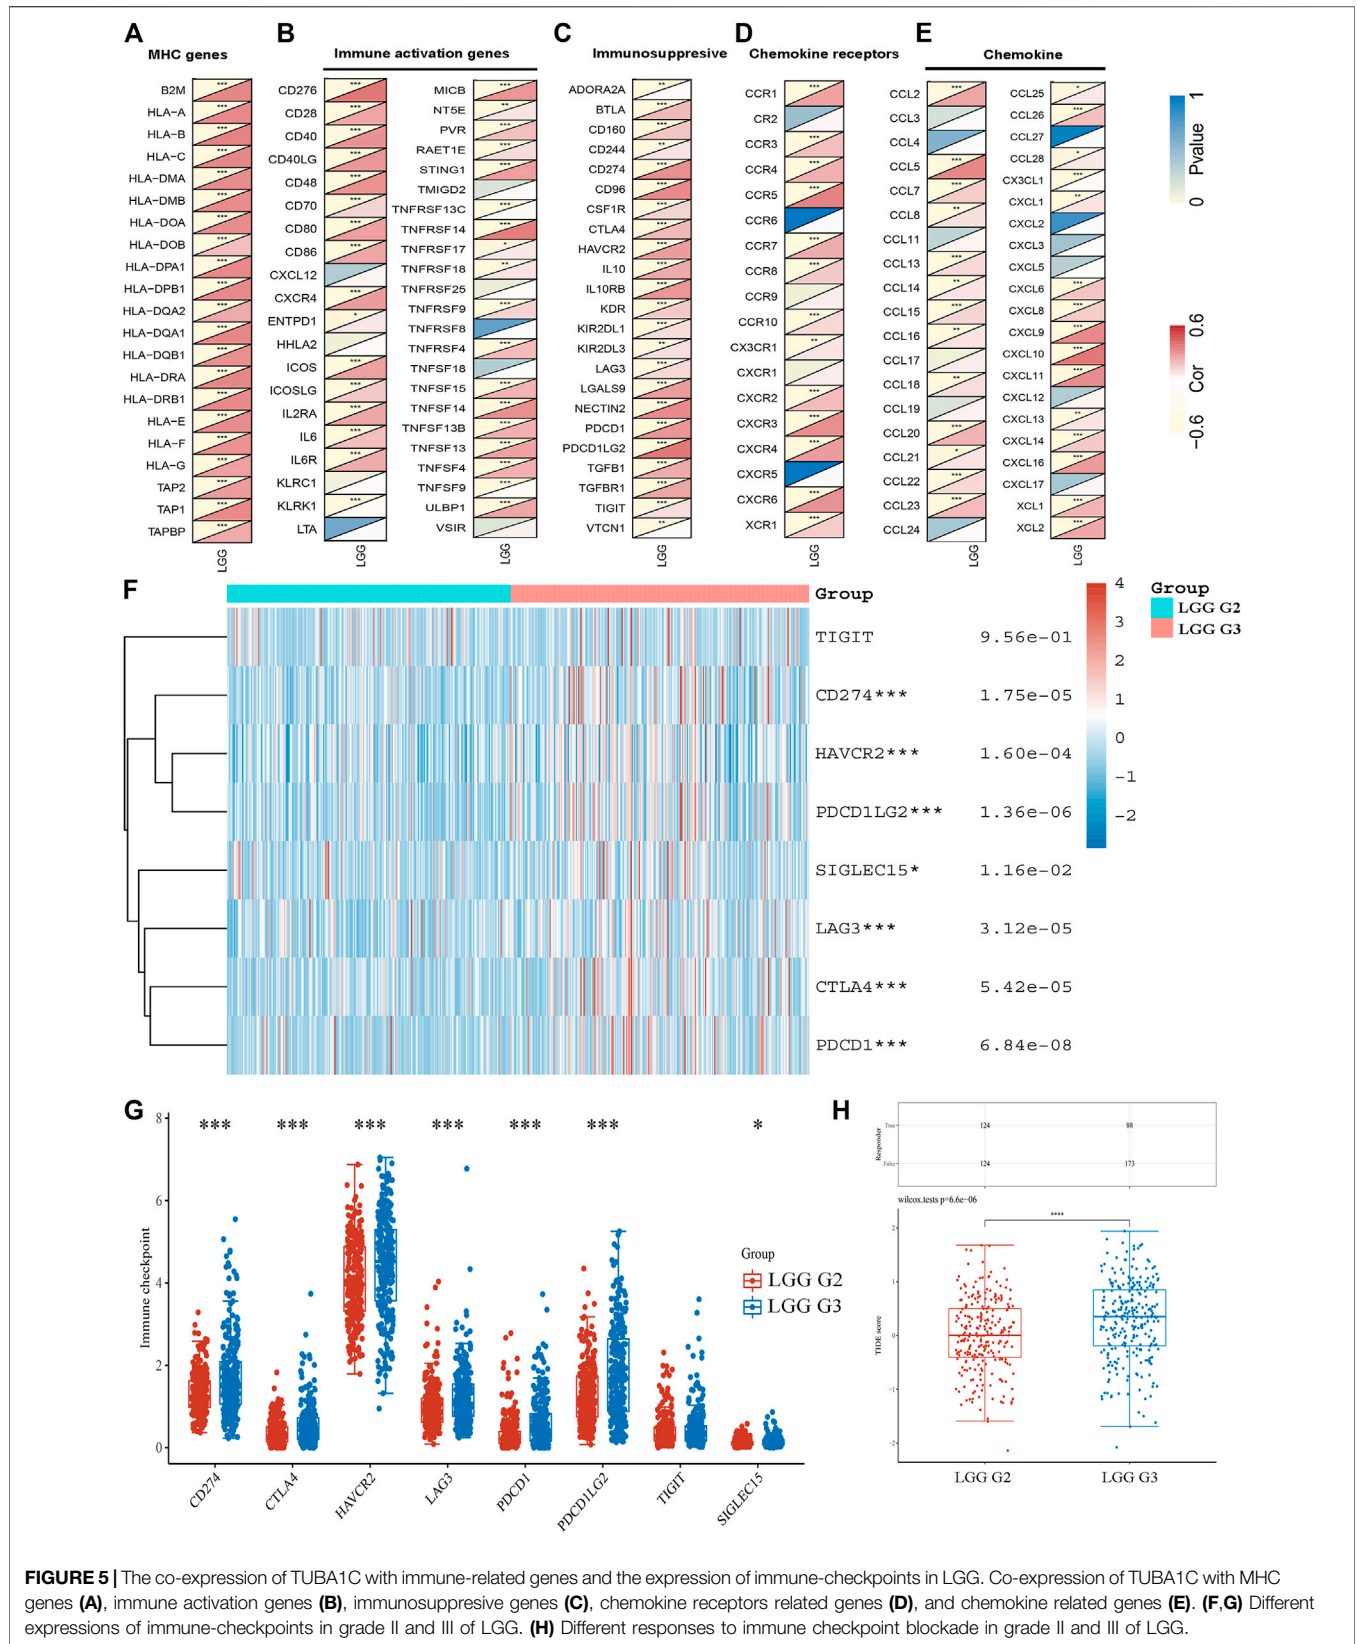 A
B
C
D
E
MHC genes
Immune activation genes
Immunosuppresive
Chemokine receptors
Chemokine
B2M ***
HLA-A ***
HLA-B ***
HLA-C ***
HLA-DMA ***
HLA-DMB ***
HLA-DOA ***
HLA-DOB ***
HLA-DPA1 ***
HLA-DPB1 ***
HLA-DQA2 ***
HLA-DQA1 ***
HLA-DQB1 ***
HLA-DRA ***
HLA-DRB1 ***
HLA-E ***
HLA-F ***
HLA-G ***
TAP2 ***
TAP1 ***
TAPBP ***
LGG
CD276 ***
CD28 ***
CD40 ***
CD40LG ***
CD48 ***
CD70 ***
CD80 ***
CD86 ***
CXCL12
CXCR4 ***
ENTPD1 *
HHLA2
ICOS ***
ICOSLG ***
IL2RA ***
IL6 ***
IL6R ***
KLRC1
KLRK1 ***
LTA
LGG
MICB ***
NT5E **
PVR ***
RAET1E ***
STING1 ***
TMIGD2
TNFRSF13C ***
TNFRSF14 ***
TNFRSF17 *
TNFRSF18 **
TNFRSF25
TNFRSF9 ***
TNFRSF8
TNFRSF4 ***
TNFSF18
TNFSF15 ***
TNFSF14 ***
TNFSF13B ***
TNFSF13 ***
TNFSF4 ***
TNFSF9 ***
ULBP1 ***
VSIR
LGG
ADORA2A **
BTLA ***
CD160 ***
CD244 **
CD274 ***
CD96 ***
CSF1R ***
CTLA4 ***
HAVCR2 ***
IL10 ***
IL10RB ***
KDR ***
KIR2DL1 ***
KIR2DL3 **
LAG3 ***
LGALS9 ***
NECTIN2 ***
PDCD1 ***
PDCD1LG2 ***
TGFB1 ***
TGFBR1 ***
TIGIT ***
VTCN1 **
LGG
CCR1 ***
CR2
CCR3 ***
CCR4 ***
CCR5 ***
CCR6
CCR7 ***
CCR8 ***
CCR9
CCR10 ***
CX3CR1 **
CXCR1
CXCR2 ***
CXCR3 ***
CXCR4 ***
CXCR5
CXCR6 ***
XCR1 ***
LGG
CCL2 ***
CCL3
CCL4
CCL5 ***
CCL7 ***
CCL8 **
CCL11
CCL13 ***
CCL14 **
CCL15 ***
CCL16 **
CCL17
CCL18 **
CCL19
CCL20 ***
CCL21 *
CCL22 ***
CCL23 ***
CCL24
LGG
CCL25 *
CCL26 ***
CCL27
CCL28 *
CX3CL1 ***
CXCL1 **
CXCL2
CXCL3
CXCL5
CXCL6 ***
CXCL8 ***
CXCL9 ***
CXCL10 ***
CXCL11 ***
CXCL12
CXCL13 **
CXCL14 ***
CXCL16 ***
CXCL17
XCL1 ***
XCL2 ***
LGG
0 Pvalue 1
-0.6 Cor 0.6
F
Group
TIGIT 9.56e-01
CD274*** 1.75e-05
HAVCR2*** 1.60e-04
PDCD1LG2*** 1.36e-06
SIGLEC15* 1.16e-02
LAG3*** 3.12e-05
CTLA4*** 5.42e-05
PDCD1*** 6.84e-08
4
3
2
1
0
-1
-2
Group
LGG G2
LGG G3
G
Immune checkpoint
8
6
4
2
0
*** *** *** *** *** *** *
CD274
CTLA4
HAVCR2
LAG3
PDCD1
PDCD1LG2
TIGIT
SIGLEC15
Group
LGG G2
LGG G3
H
Responder
True 124 88
False 124 173
wilcox.tests p=6.6e-06
****
TIDE score
2
1
0
-1
-2
LGG G2
LGG G3
FIGURE 5 | The co-expression of TUBA1C with immune-related genes and the expression of immune-checkpoints in LGG. Co-expression of TUBA1C with MHC
genes (A), immune activation genes (B), immunosuppresive genes (C), chemokine receptors related genes (D), and chemokine related genes (E). (F,G) Different
expressions of immune-checkpoints in grade II and III of LGG. (H) Different responses to immune checkpoint blockade in grade II and III of LGG.